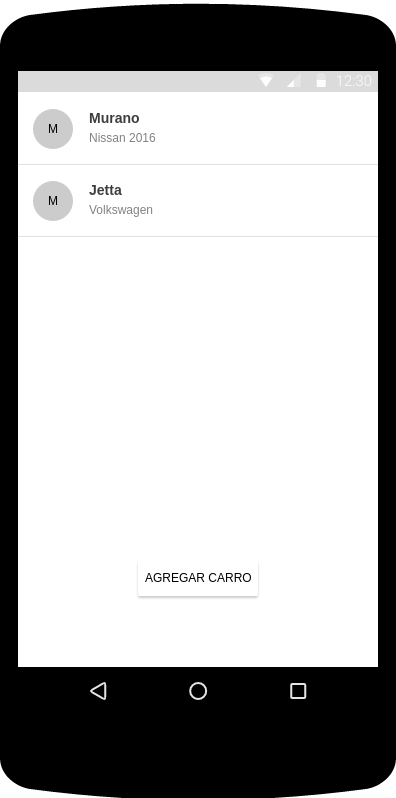 12:30
M
Murano
Nissan 2016
M
Jetta
Volkswagen
AGREGAR CARRO